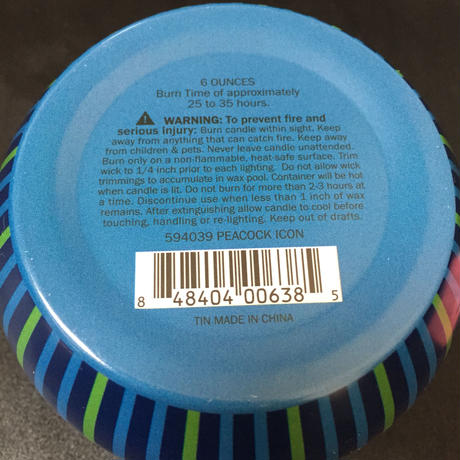 6 OUNCES
Burn Time of approximately
25 to 35 hours.
WARNING: To prevent fire and
serious injury: Burn candle within sight. Keep
away from anything that can catch fire. Keep away
from children & pets. Never leave candle unattended.
Burn only on a non-flammable, heat-safe surface. Trim
wick to 1/4 inch prior to each lighting. Do not allow wick
trimmings to accumulate in wax pool. Container will be hot
when candle is lit. Do not burn for more than 2-3 hours at
a time. Discontinue use when less than 1 inch of wax
remains. After extinguishing allow candle to cool before
touching, handling or re-lighting. Keep out of drafts.
594039 PEACOCK ICON
8 48404 00638 5
TIN MADE IN CHINA